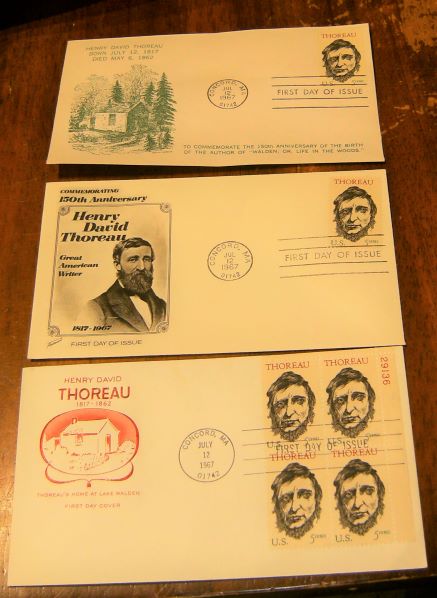 HENRY DAVID THOREAU
BORN JULY 12, 1817
DIED MAY 6, 1862
CONCORD, MA
JUL
12
1967
01742
THOREAU
U.S.
FIRST DAY OF ISSUE
TO COMMEMORATE THE 150th ANNIVERSARY OF THE BIRTH
OF THE AUTHOR OF "WALDEN, OR, LIFE IN THE WOODS."
COMMEMORATING
150th Anniversary
Henry
David
Thoreau
Great
American
Writer
1817-1967
FIRST DAY OF ISSUE
CONCORD, MA
JUL
12
1967
01742
THOREAU
U.S.
FIRST DAY OF ISSUE
HENRY DAVID
THOREAU
1817-1862
THOREAU'S HOME AT LAKE WALDEN
FIRST DAY COVER
CONCORD, MA
JULY
12
1967
01742
THOREAU THOREAU
29136
U.S. U.S.
FIRST DAY OF ISSUE
THOREAU THOREAU
U.S. 5 CENTS U.S. 5 CENTS